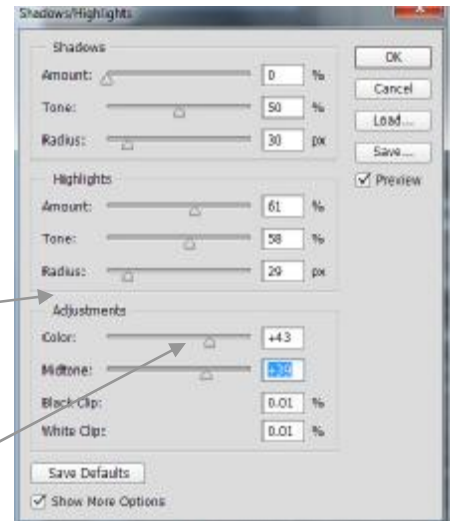 Shadows/Highlights
Shadows
Amount: 0 %
Tone: 50 %
Radius: 30 px
OK
Cancel
Load...
Save...
Preview
Highlights
Amount: 61 %
Tone: 58 %
Radius: 29 px
Adjustments
Color: +43
Midtone: +39
Black Clip: 0.01 %
White Clip: 0.01 %
Save Defaults
Show More Options